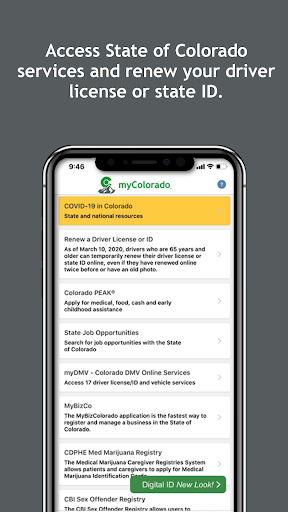 Access State of Colorado
services and renew your driver
license or state ID.
9:46
myColorado
?
COVID-19 in Colorado
State and national resources
Renew a Driver License or ID
As of March 10, 2020, drivers who are 65 years and
older can temporarily renew their driver license or
state ID online, even if they have renewed online
twice before or have an old photo.
Colorado PEAK®
Apply for medical, food, cash and early
childhood assistance
State Job Opportunities
Search for job opportunities with the State
of Colorado.
myDMV - Colorado DMV Online Services
Access 17 driver license/ID and vehicle services
MyBizCo
The MyBizColorado application is the fastest way to
register and manage a business in the State of
Colorado.
CDPHE Med Marijuana Registry
The Medical Marijuana Caregiver Registries System
allows patients and caregivers to apply for Medical
Marijuana Identification
Digital ID New Look!
CBI Sex Offender Registry
The CBI Sex Offender Registry allows users to